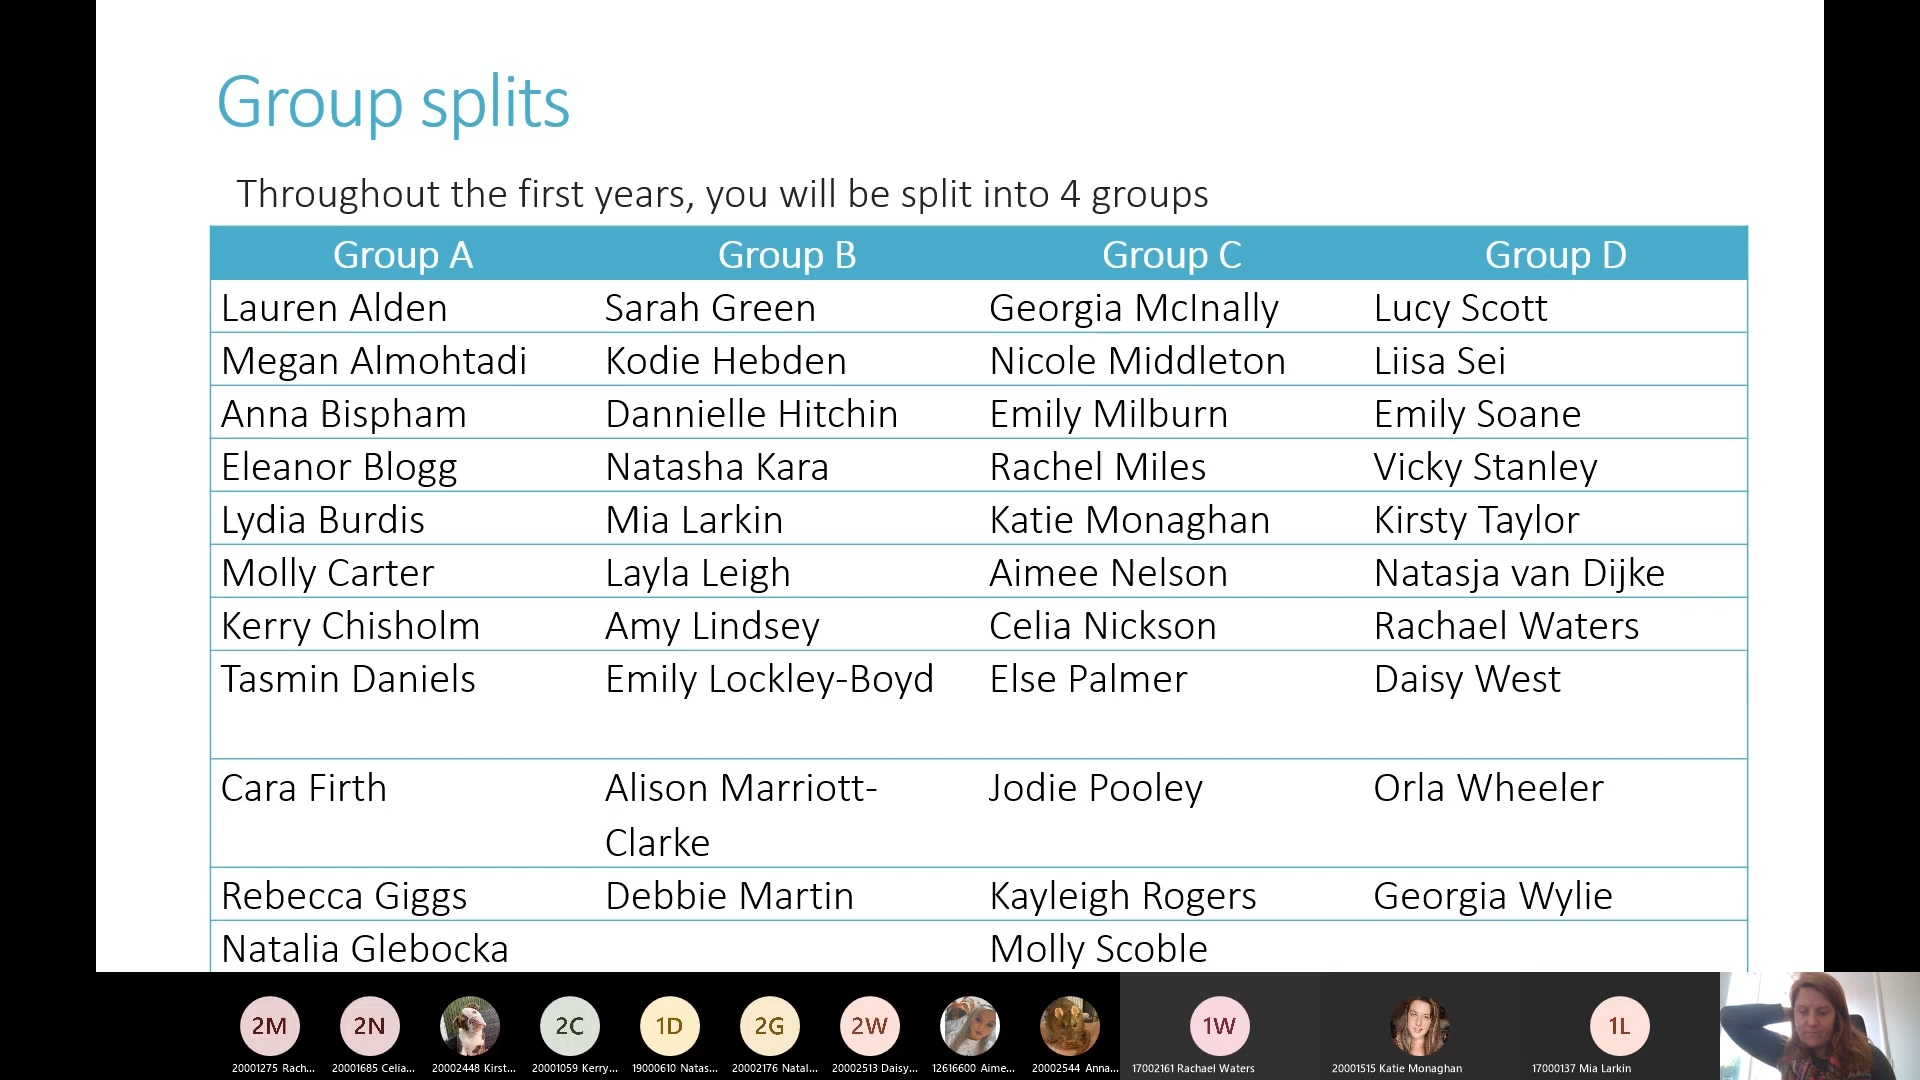 Group splits
Throughout the first years, you will be split into 4 groups
Group A Group B Group C Group D
Lauren Alden Sarah Green Georgia McInally Lucy Scott
Megan Almohtadi Kodie Hebden Nicole Middleton Liisa Sei
Anna Bispham Dannielle Hitchin Emily Milburn Emily Soane
Eleanor Blogg Natasha Kara Rachel Miles Vicky Stanley
Lydia Burdis Mia Larkin Katie Monaghan Kirsty Taylor
Molly Carter Layla Leigh Aimee Nelson Natasja van Dijke
Kerry Chisholm Amy Lindsey Celia Nickson Rachael Waters
Tasmin Daniels Emily Lockley-Boyd Else Palmer Daisy West
Cara Firth Alison Marriott- Jodie Pooley Orla Wheeler
Clarke
Rebecca Giggs Debbie Martin Kayleigh Rogers Georgia Wylie
Natalia Glebocka Molly Scoble
2M 2N 2C 1D 2G 2W 1W 1L
20001275 Rach... 20001685 Celia... 20002448 Kirst... 20001059 Kerry... 19000610 Natas... 20002176 Natal... 20002513 Daisy... 12616600 Aime... 20002544 Anna... 17002161 Rachael Waters 20001515 Katie Monaghan 17000137 Mia Larkin